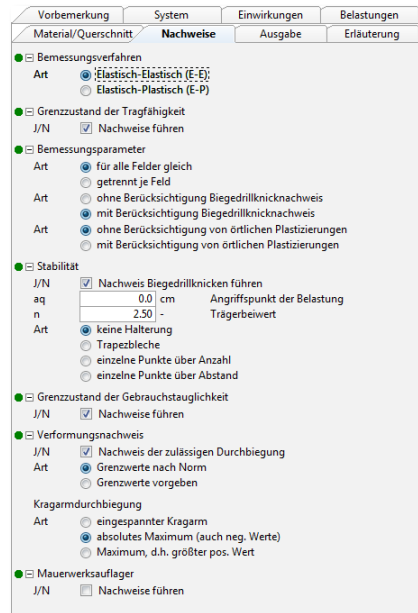 Vorbemerkung System Einwirkungen Belastungen
Material/Querschnitt Nachweise Ausgabe Erläuterung
Bemessungsverfahren
Art Elastisch-Elastisch (E-E)
Elastisch-Plastisch (E-P)
Grenzzustand der Tragfähigkeit
J/N Nachweise führen
Bemessungsparameter
Art für alle Felder gleich
getrennt je Feld
Art ohne Berücksichtigung Biegedrillknicknachweis
mit Berücksichtigung Biegedrillknicknachweis
Art ohne Berücksichtigung von örtlichen Plastizierungen
mit Berücksichtigung von örtlichen Plastizierungen
Stabilität
J/N Nachweis Biegedrillknicken führen
aq 0.0 cm Angriffspunkt der Belastung
n 2.50 - Trägerbeiwert
Art keine Halterung
Trapezbleche
einzelne Punkte über Anzahl
einzelne Punkte über Abstand
Grenzzustand der Gebrauchstauglichkeit
J/N Nachweise führen
Verformungsnachweis
J/N Nachweis der zulässigen Durchbiegung
Art Grenzwerte nach Norm
Grenzwerte vorgeben
Kragarmdurchbiegung
Art eingespannter Kragarm
absolutes Maximum (auch neg. Werte)
Maximum, d.h. größter pos. Wert
Mauerwerksauflager
J/N Nachweise führen